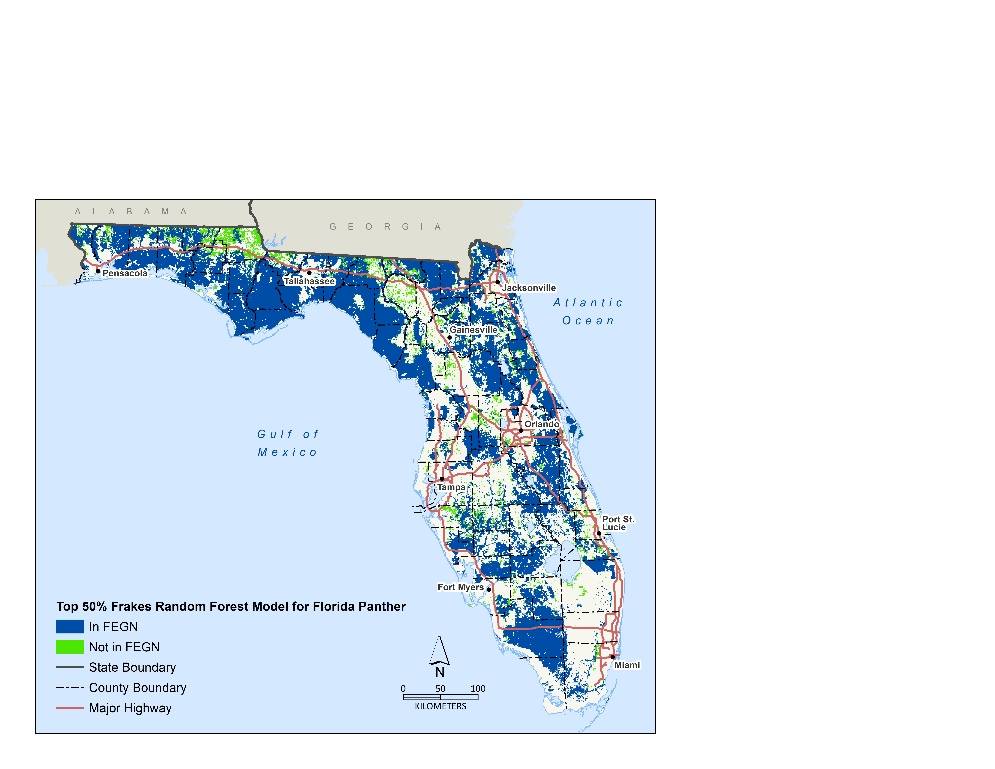 ALABAMA
GEORGIA
Pensacola
Tallahassee
Jacksonville
Atlantic
Ocean
Gainesville
Orlando
Gulf of
Mexico
Tampa
Port St.
Lucie
Fort Myers
Top 50% Frakes Random Forest Model for Florida Panther
In FEGN
Not in FEGN
State Boundary
County Boundary
Major Highway
N
0 50 100
KILOMETERS
Miami